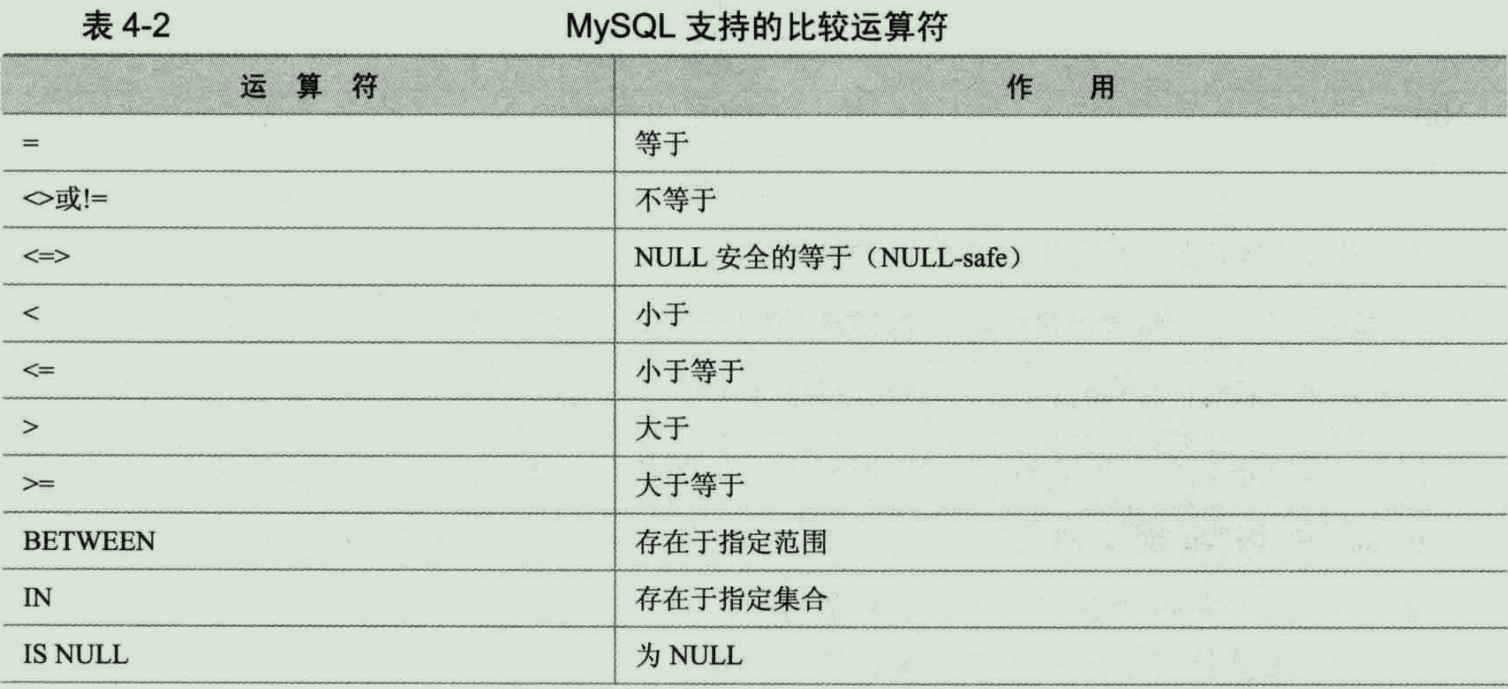 表 4-2 MySQL 支持的比较运算符
运 算 符 作 用
= 等于
<>或!= 不等于
<=> NULL 安全的等于（NULL-safe）
< 小于
<= 小于等于
> 大于
>= 大于等于
BETWEEN 存在于指定范围
IN 存在于指定集合
IS NULL 为 NULL